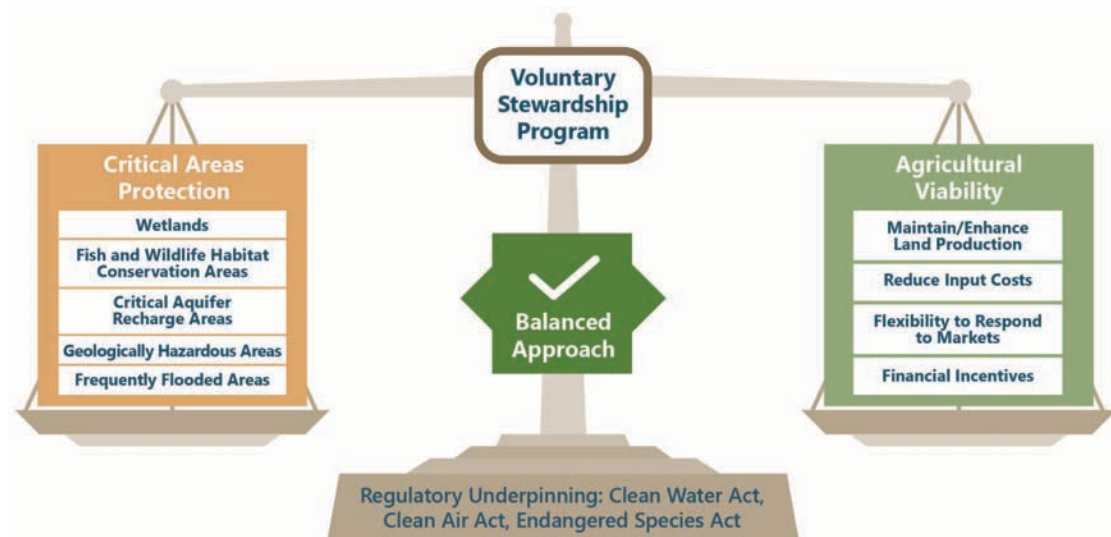 Voluntary
Stewardship
Program
Critical Areas
Protection
Wetlands
Fish and Wildlife Habitat
Conservation Areas
Critical Aquifer
Recharge Areas
Geologically Hazardous Areas
Frequently Flooded Areas
Balanced
Approach
Agricultural
Viability
Maintain/Enhance
Land Production
Reduce Input Costs
Flexibility to Respond
to Markets
Financial Incentives
Regulatory Underpinning: Clean Water Act,
Clean Air Act, Endangered Species Act